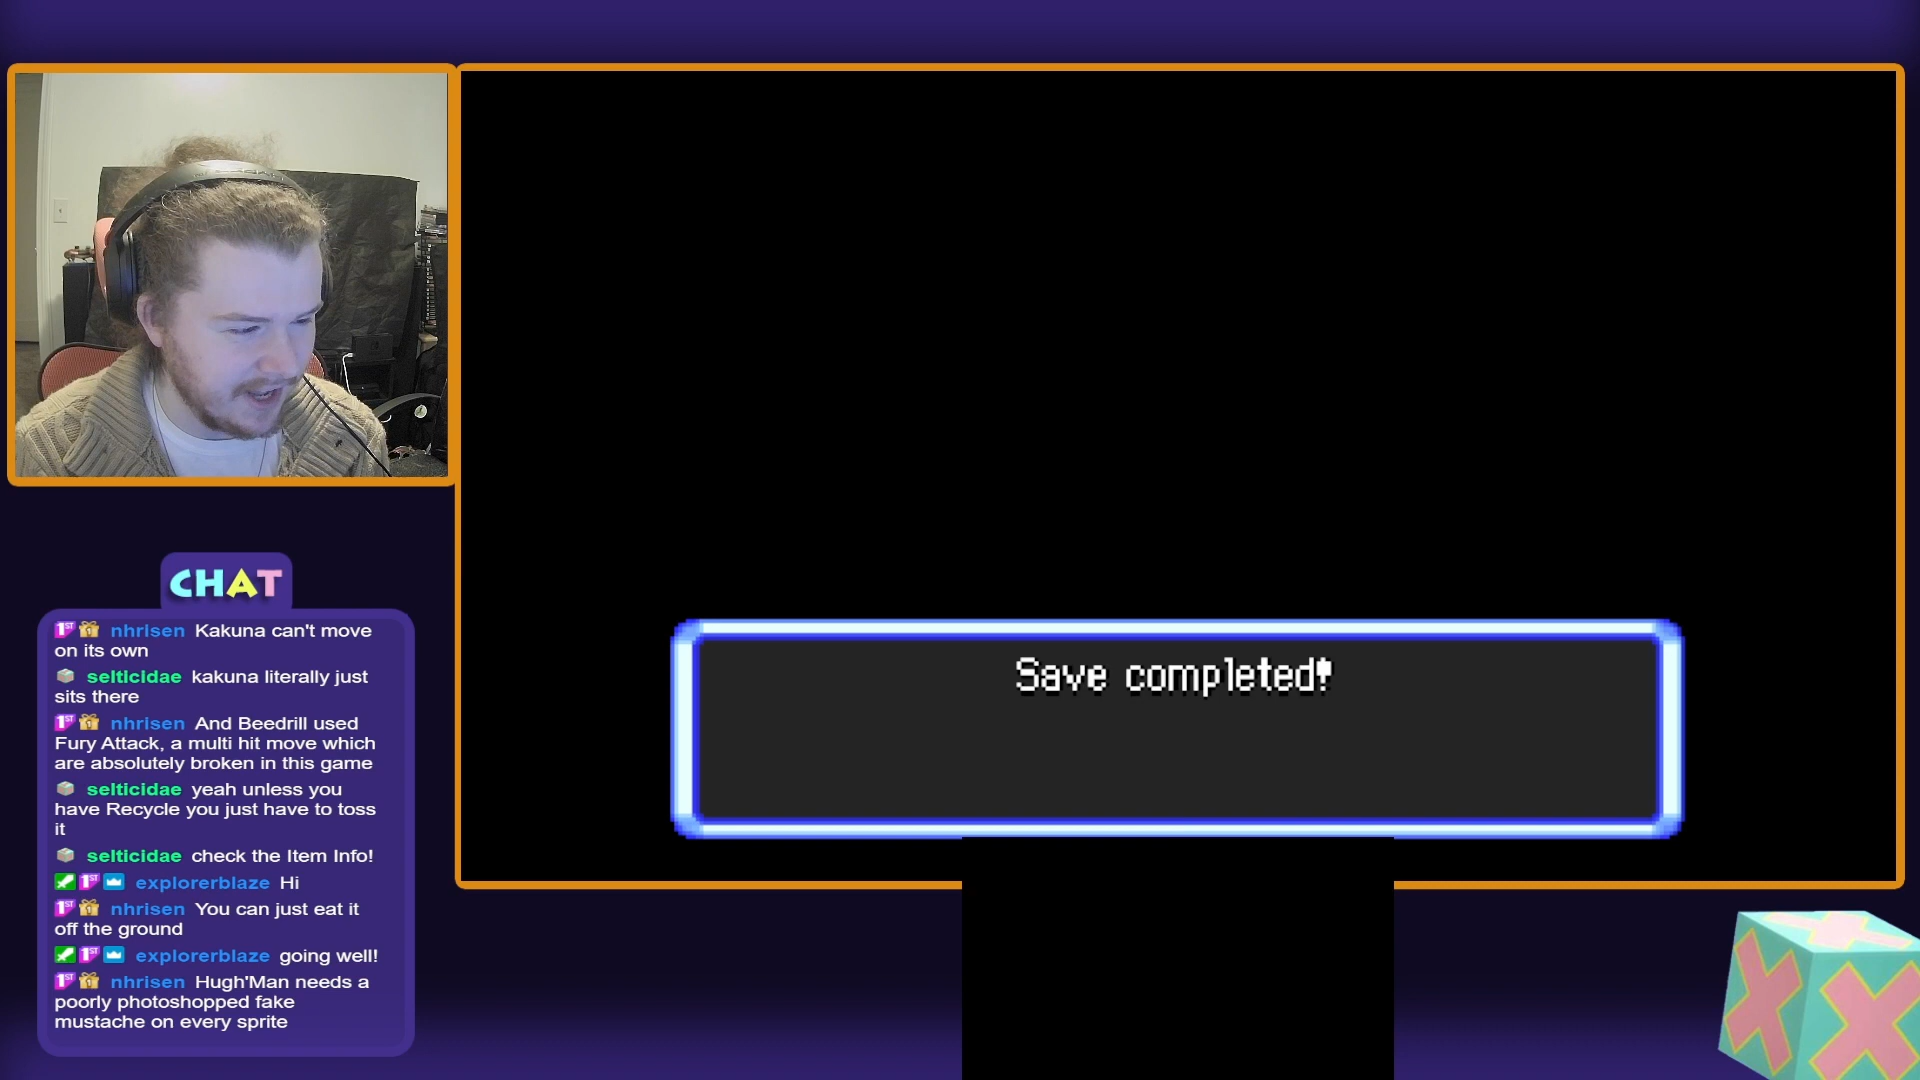 Save completed!
CHAT
nhrisen Kakuna can't move
on its own
selticidae kakuna literally just
sits there
nhrisen And Beedrill used
Fury Attack, a multi hit move which
are absolutely broken in this game
selticidae yeah unless you
have Recycle you just have to toss
it
selticidae check the Item Info!
explorerblaze Hi
nhrisen You can just eat it
off the ground
explorerblaze going well!
nhrisen Hugh'Man needs a
poorly photoshopped fake
mustache on every sprite